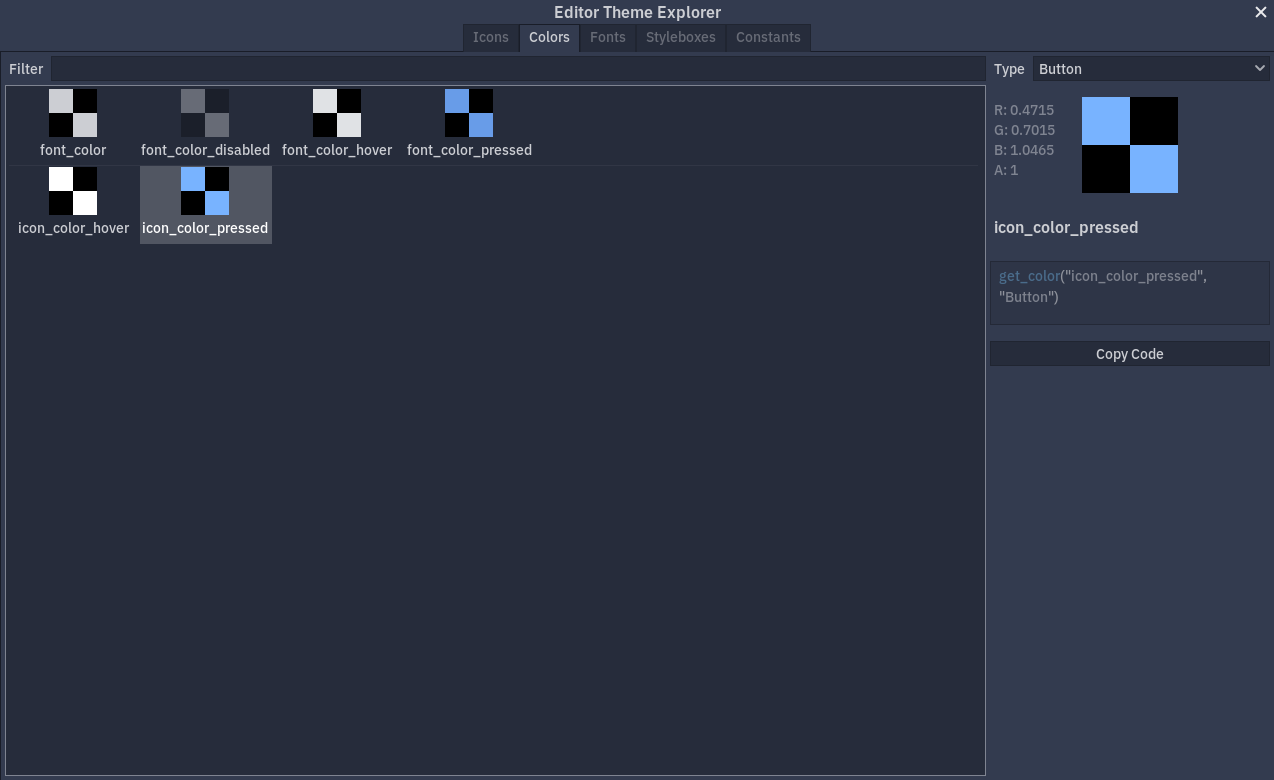 Editor Theme Explorer
Icons Colors Fonts Styleboxes Constants
Filter
Type Button
font_color font_color_disabled font_color_hover font_color_pressed
icon_color_hover icon_color_pressed
R: 0.4715
G: 0.7015
B: 1.0465
A: 1
icon_color_pressed
get_color("icon_color_pressed",
"Button")
Copy Code